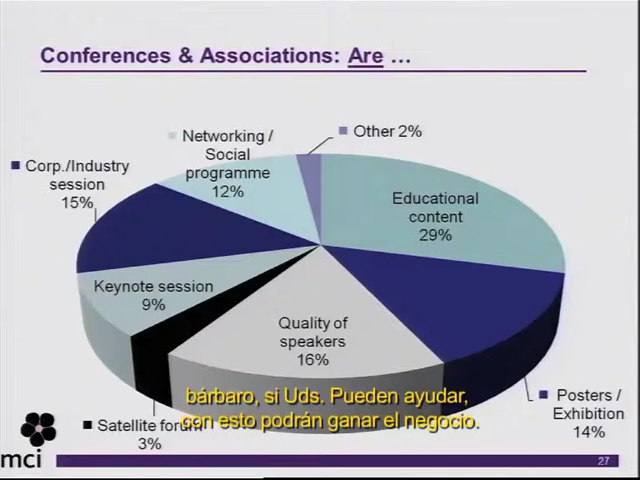 Conferences & Associations: Are …
Networking /
Social
programme
12%
Other 2%
Corp./Industry
session
15%
Educational
content
29%
Keynote session
9%
Quality of
speakers
16%
Posters /
Exhibition
14%
Satellite forum
3%
bárbaro, si Uds. Pueden ayudar,
con esto podrán ganar el negocio.
mci
27